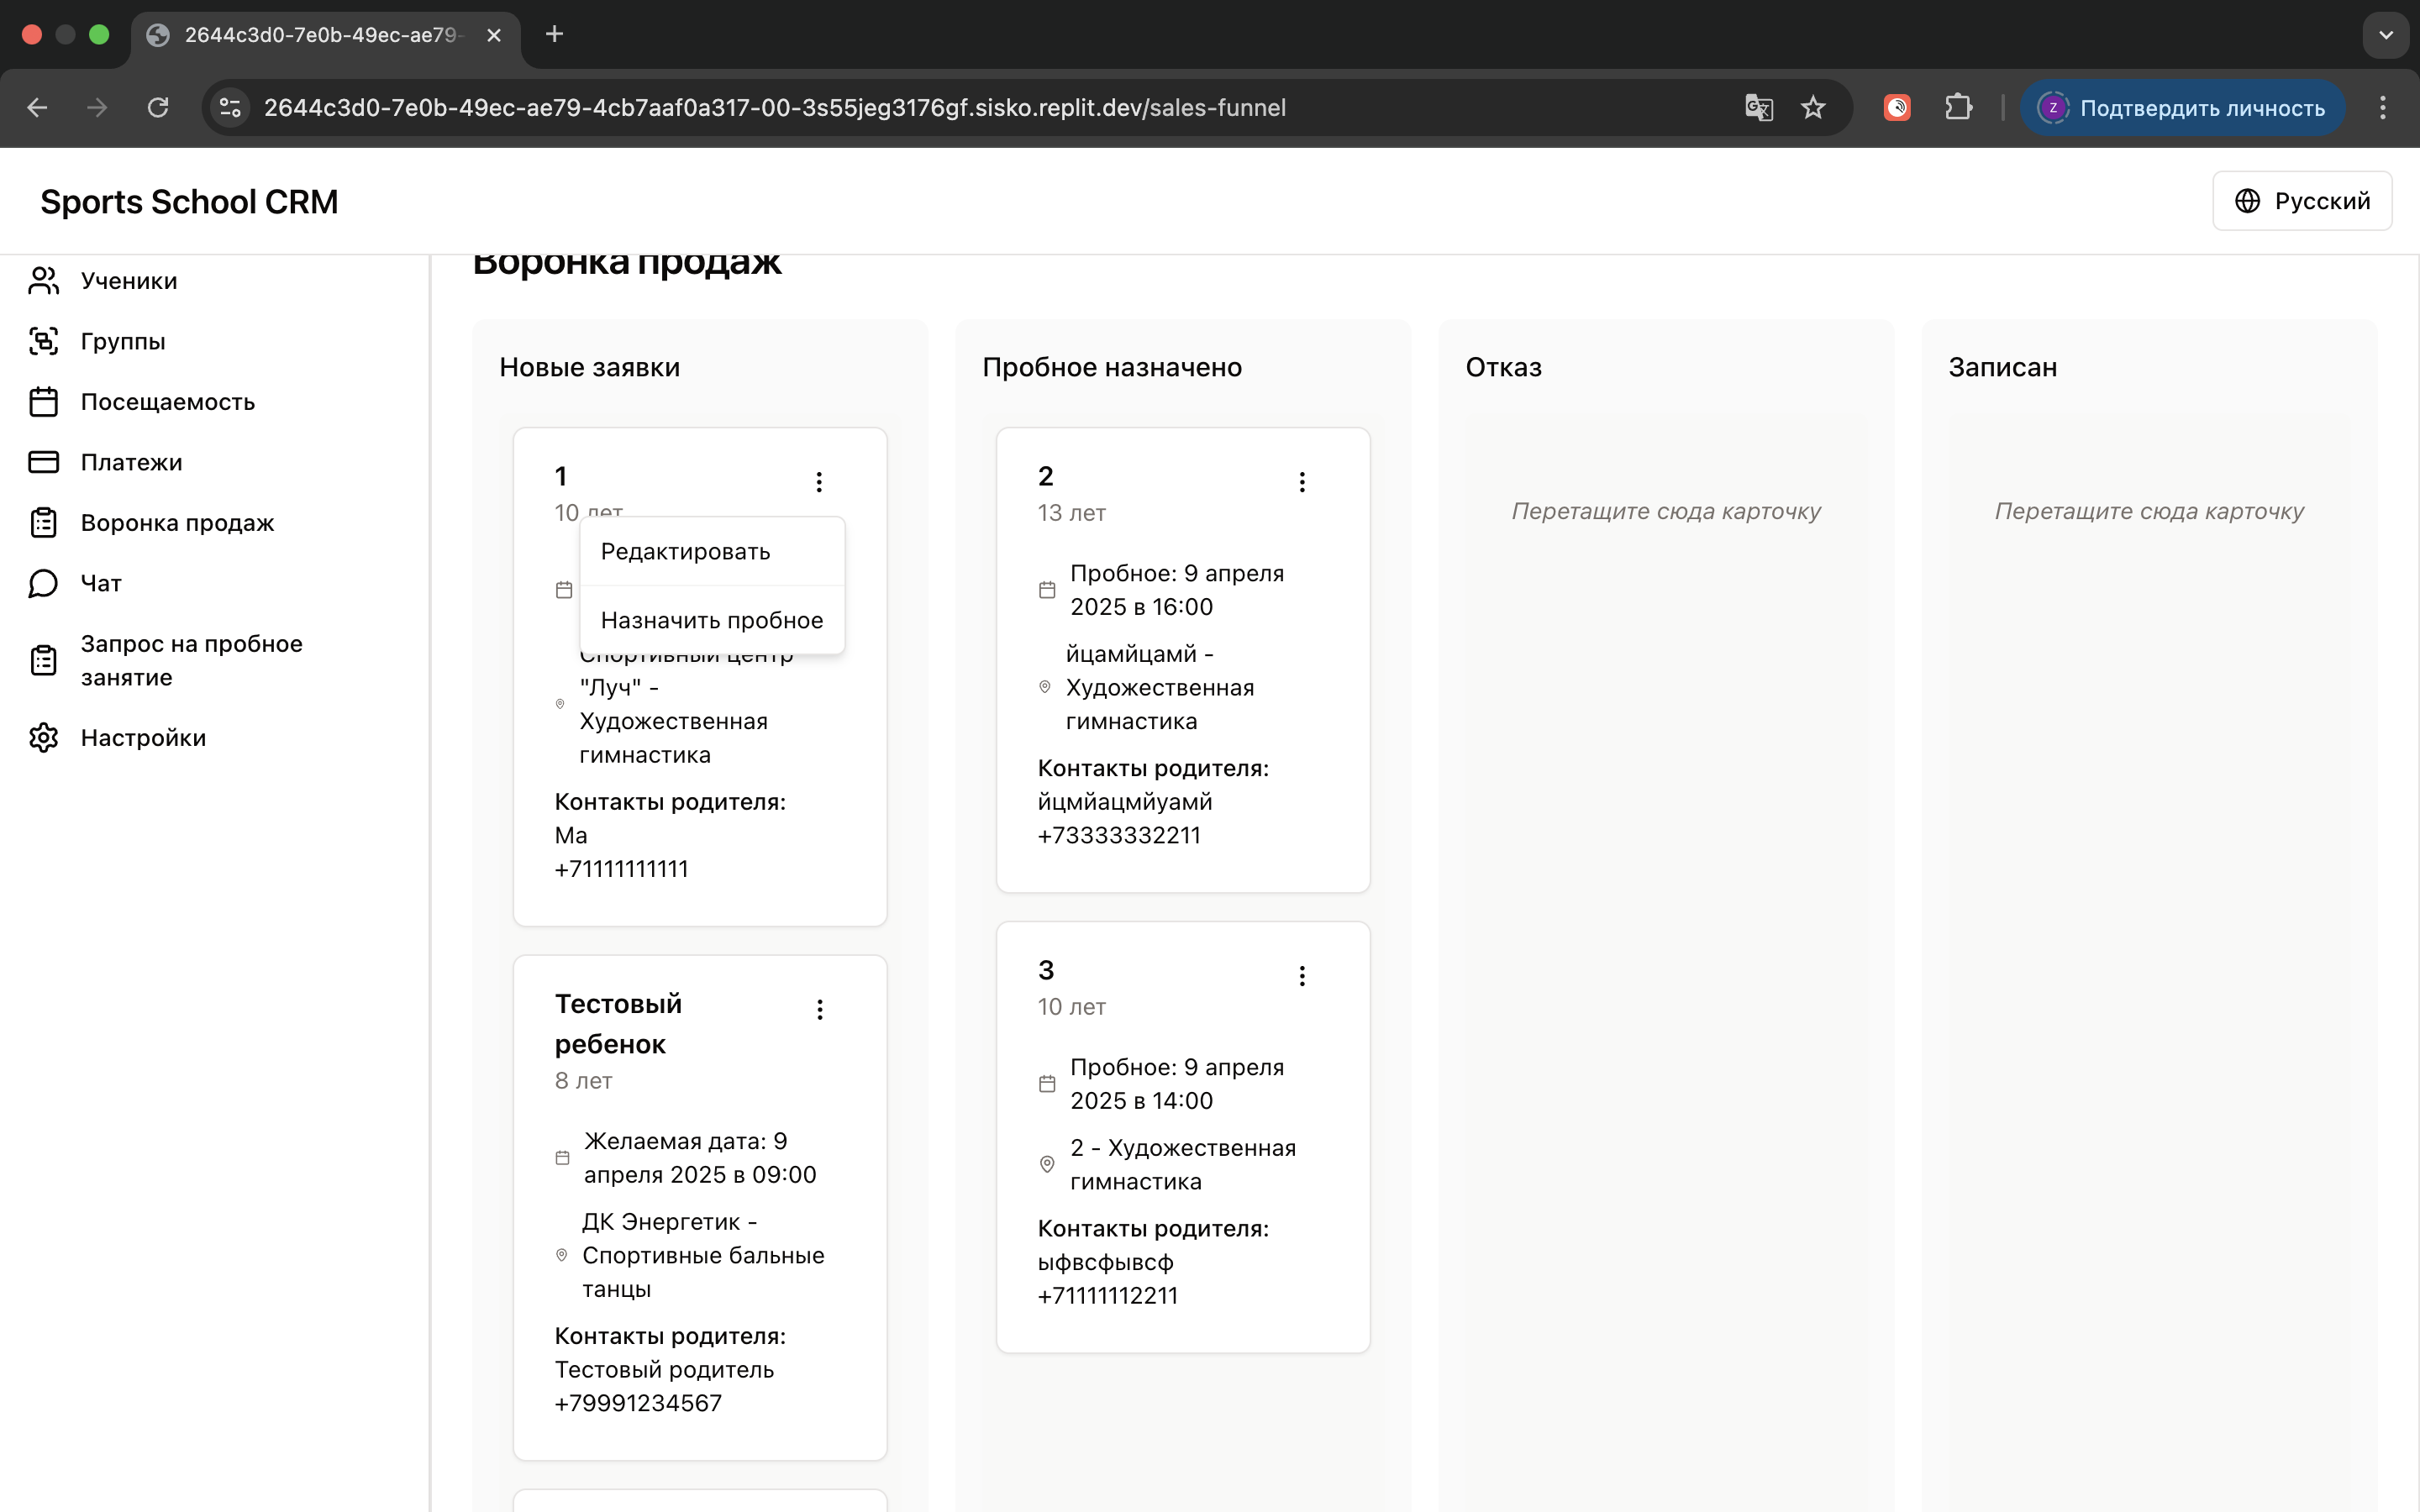 2644c3d0-7e0b-49ec-ae79-
2644c3d0-7e0b-49ec-ae79-4cb7aaf0a317-00-3s55jeg3176gf.sisko.replit.dev/sales-funnel
Z
Подтвердить личность
Sports School CRM
Русский
Ученики
Группы
Посещаемость
Платежи
Воронка продаж
Чат
Запрос на пробное
занятие
Настройки
Воронка продаж
Новые заявки
1
10 лет
Редактировать
Назначить пробное
Спортивный центр
"Луч" -
Художественная
гимнастика
Контакты родителя:
Ма
+71111111111
Тестовый
ребенок
8 лет
Желаемая дата: 9
апреля 2025 в 09:00
ДК Энергетик -
Спортивные бальные
танцы
Контакты родителя:
Тестовый родитель
+79991234567
Пробное назначено
2
13 лет
Пробное: 9 апреля
2025 в 16:00
йцамйцамй -
Художественная
гимнастика
Контакты родителя:
йцмйацмйуамй
+73333332211
3
10 лет
Пробное: 9 апреля
2025 в 14:00
2 - Художественная
гимнастика
Контакты родителя:
ыфвсфывсф
+71111112211
Отказ
Перетащите сюда карточку
Записан
Перетащите сюда карточку